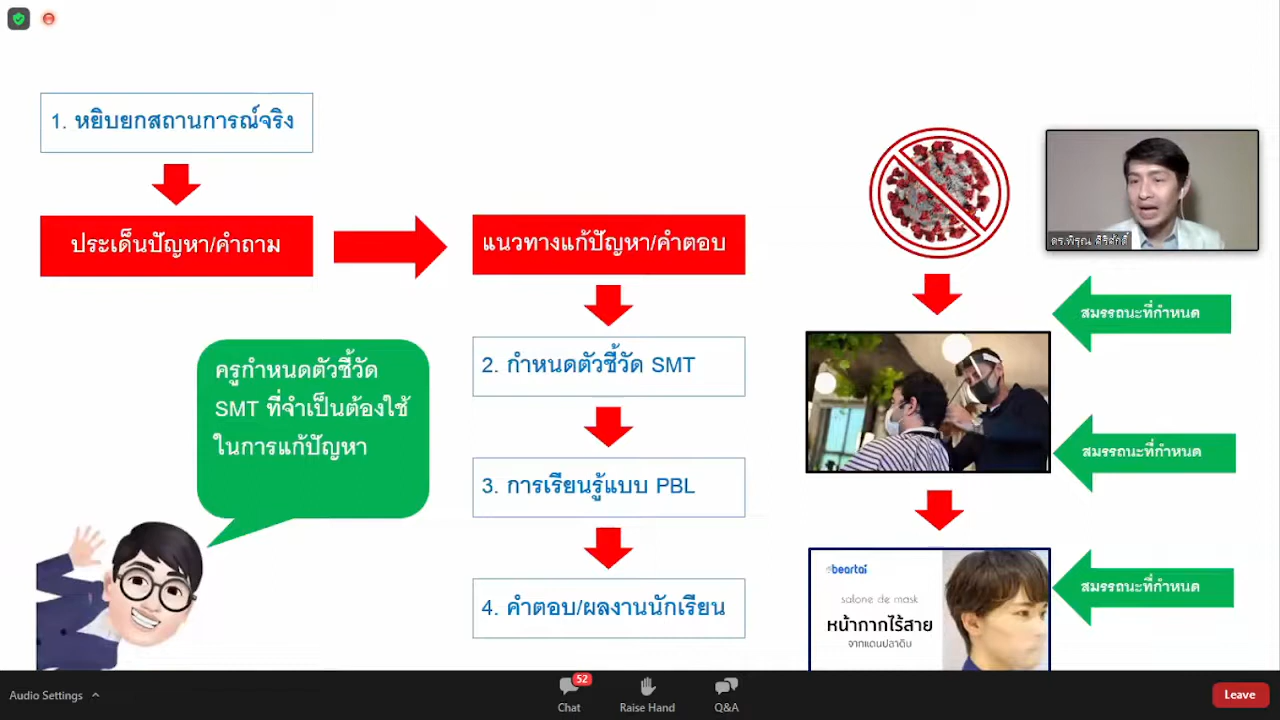 1. หยิบยกสถานการณ์จริง
ประเด็นปัญหา/คำถาม
แนวทางแก้ปัญหา/คำตอบ
2. กำหนดตัวชี้วัด SMT
3. การเรียนรู้แบบ PBL
4. คำตอบ/ผลงานนักเรียน
ครูกำหนดตัวชี้วัด
SMT ที่จำเป็นต้องใช้
ในการแก้ปัญหา
ดร.พิรุณ ศิริศักดิ์
สมรรถนะที่กำหนด
สมรรถนะที่กำหนด
สมรรถนะที่กำหนด
beartai
salone de mask
หน้ากากไร้สาย
จากแดนปลาดิบ
Audio Settings
52
Chat
Raise Hand
Q&A
Leave